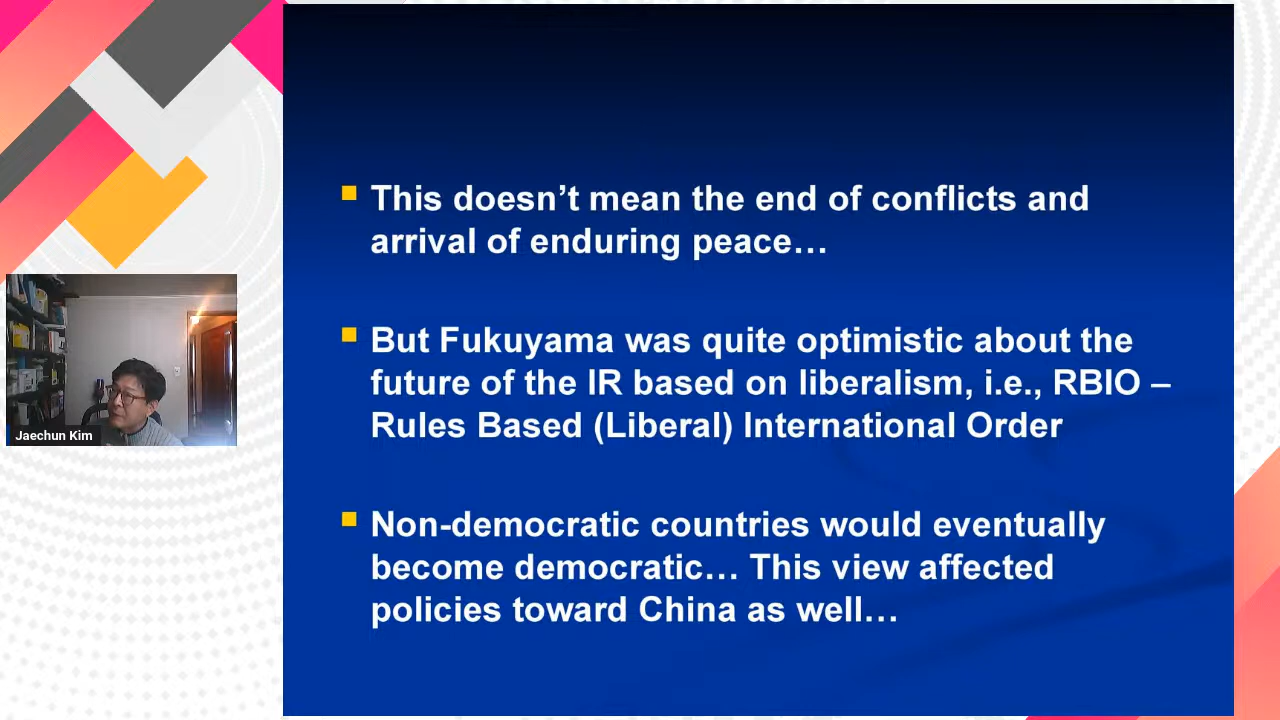 This doesn’t mean the end of conflicts and
arrival of enduring peace…
But Fukuyama was quite optimistic about the
future of the IR based on liberalism, i.e., RBIO –
Rules Based (Liberal) International Order
Non-democratic countries would eventually
become democratic… This view affected
policies toward China as well…
Jaechun Kim